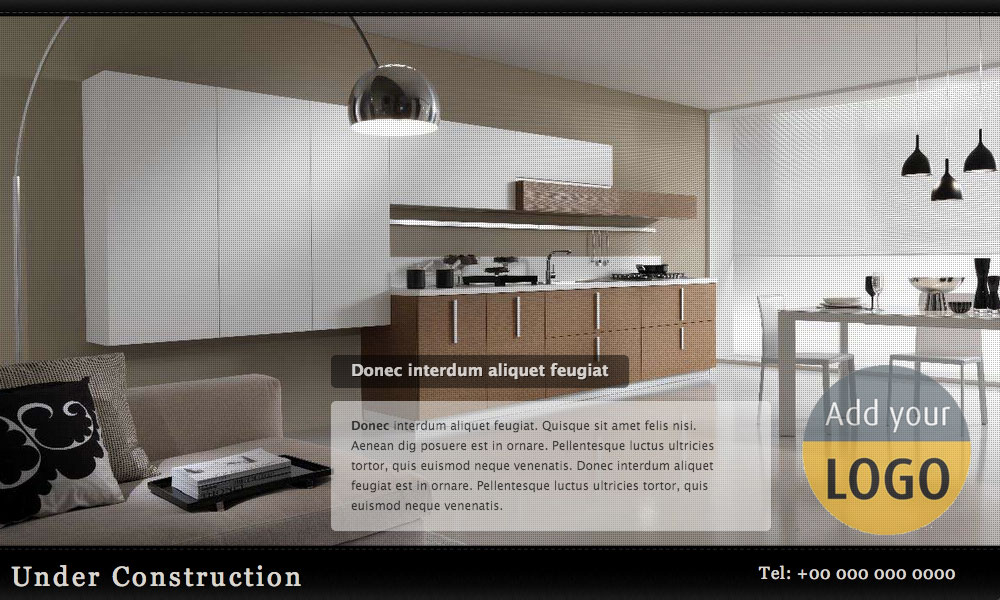 Donec interdum aliquet feugiat
Donec interdum aliquet feugiat. Quisque sit amet felis nisi.
Aenean dig posuere est in ornare. Pellentesque luctus ultricies
tortor, quis euismod neque venenatis. Donec interdum aliquet
feugiat est in ornare. Pellentesque luctus ultricies tortor, quis
euismod neque venenatis.
Add your
LOGO
Under Construction
Tel: +00 000 000 0000